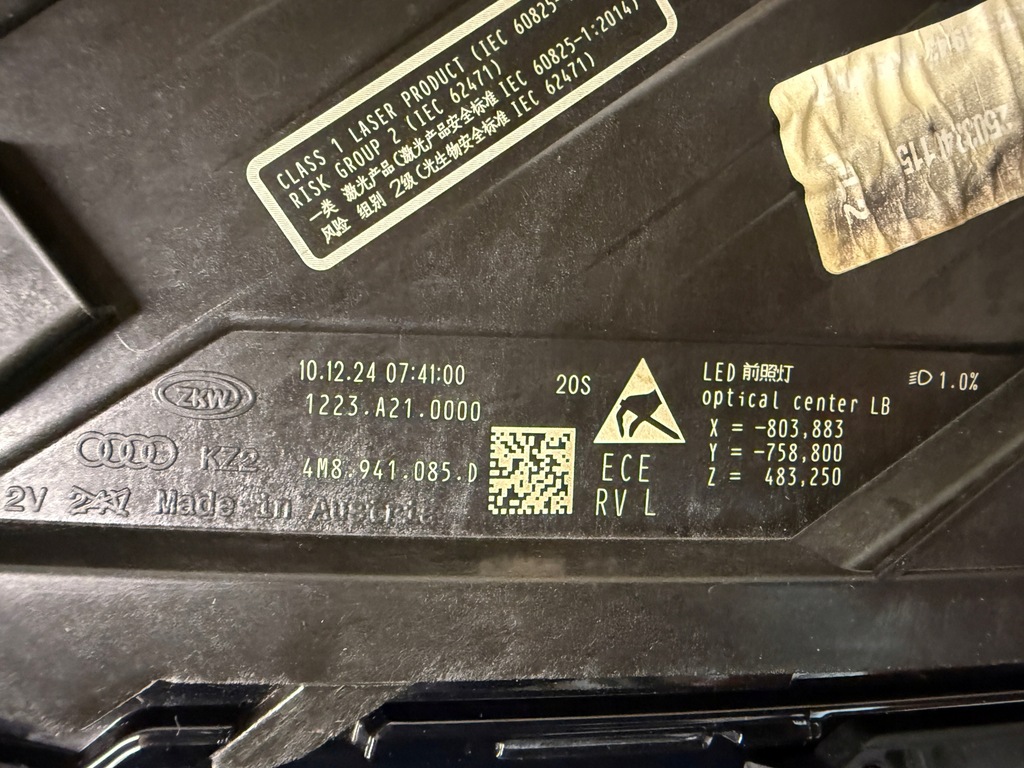 CLASS 1 LASER PRODUCT (IEC 60825-
RISK GROUP 2 (IEC 62471)
一类 激光产品(激光产品安全标准 IEC 60825-1:2014)
风险 组别 2级(光生物安全标准 IEC 62471)
ZKW
10.12.24 07:41:00
1223.A21.0000
KZ2
4M8.941.085.D
2V Made in Austria
20S
ECE
RV L
LED 前照灯
optical center LB
X = -803,883
Y = -758,800
Z = 483,250
1.0%